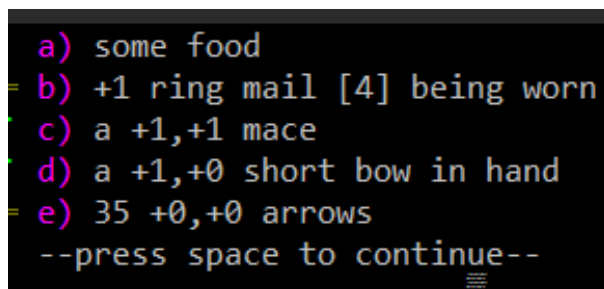 a) some food
b) +1 ring mail [4] being worn
c) a +1,+1 mace
d) a +1,+0 short bow in hand
e) 35 +0,+0 arrows
--press space to continue--